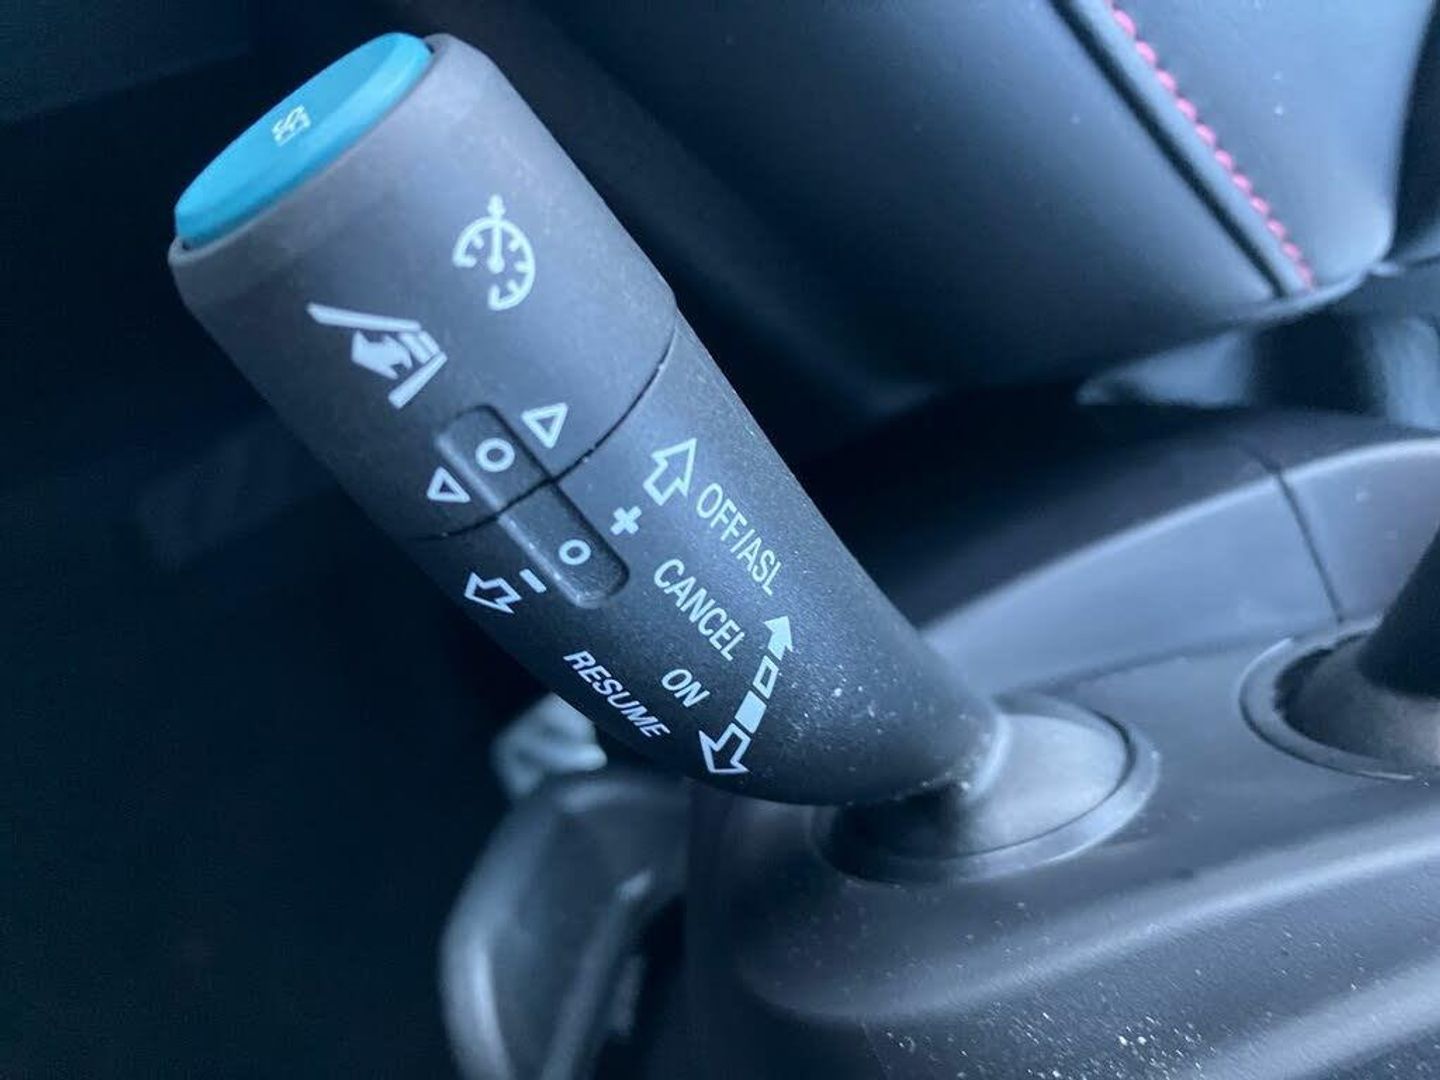 +
OFF/ASL
CANCEL
ON
-
RESUME